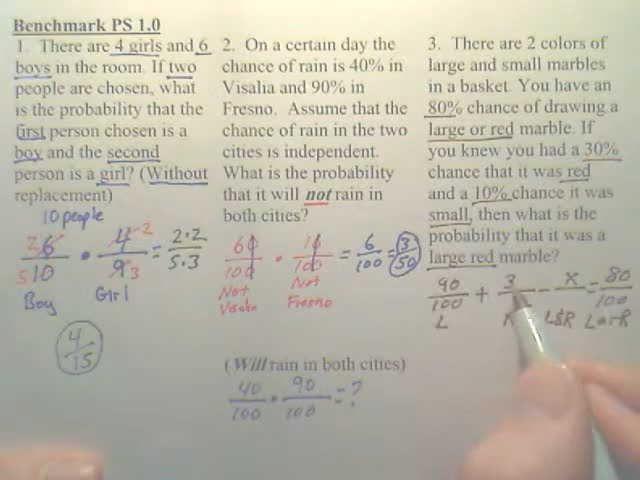 Benchmark PS 1.0
1. There are 4 girls and 6
boys in the room. If two
people are chosen, what
is the probability that the
first person chosen is a
boy and the second
person is a girl? (Without
replacement)
10 people
2 6 / 5 10 • 4 2 / 9 3 = 2·2 / 5·3
Boy Girl
4/15
2. On a certain day the
chance of rain is 40% in
Visalia and 90% in
Fresno. Assume that the
chance of rain in the two
cities is independent.
What is the probability
that it will not rain in
both cities?
60/100 · 10/100 = 6/100 = 3/50
Not Visalia Not Fresno
(Will rain in both cities)
40/100 • 90/100 = ?
3. There are 2 colors of
large and small marbles
in a basket. You have an
80% chance of drawing a
large or red marble. If
you knew you had a 30%
chance that it was red
and a 10% chance it was
small, then what is the
probability that it was a
large red marble?
90/100 + 3 - x = 80/100
L L&R L or R